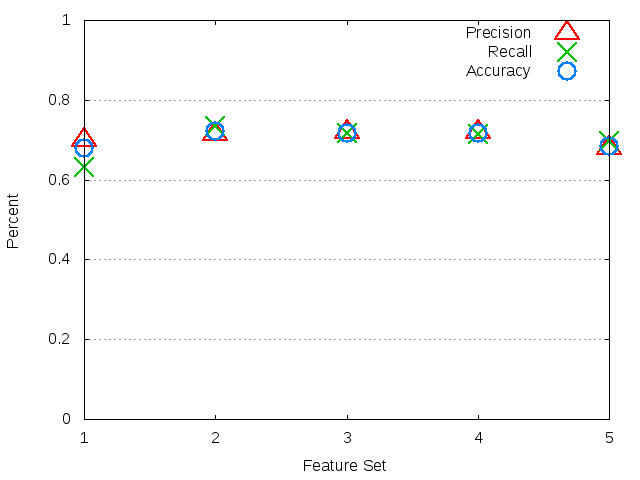 1
Precision
Recall
Accuracy
0.8
0.6
Percent
0.4
0.2
0
1 2 3 4 5
Feature Set